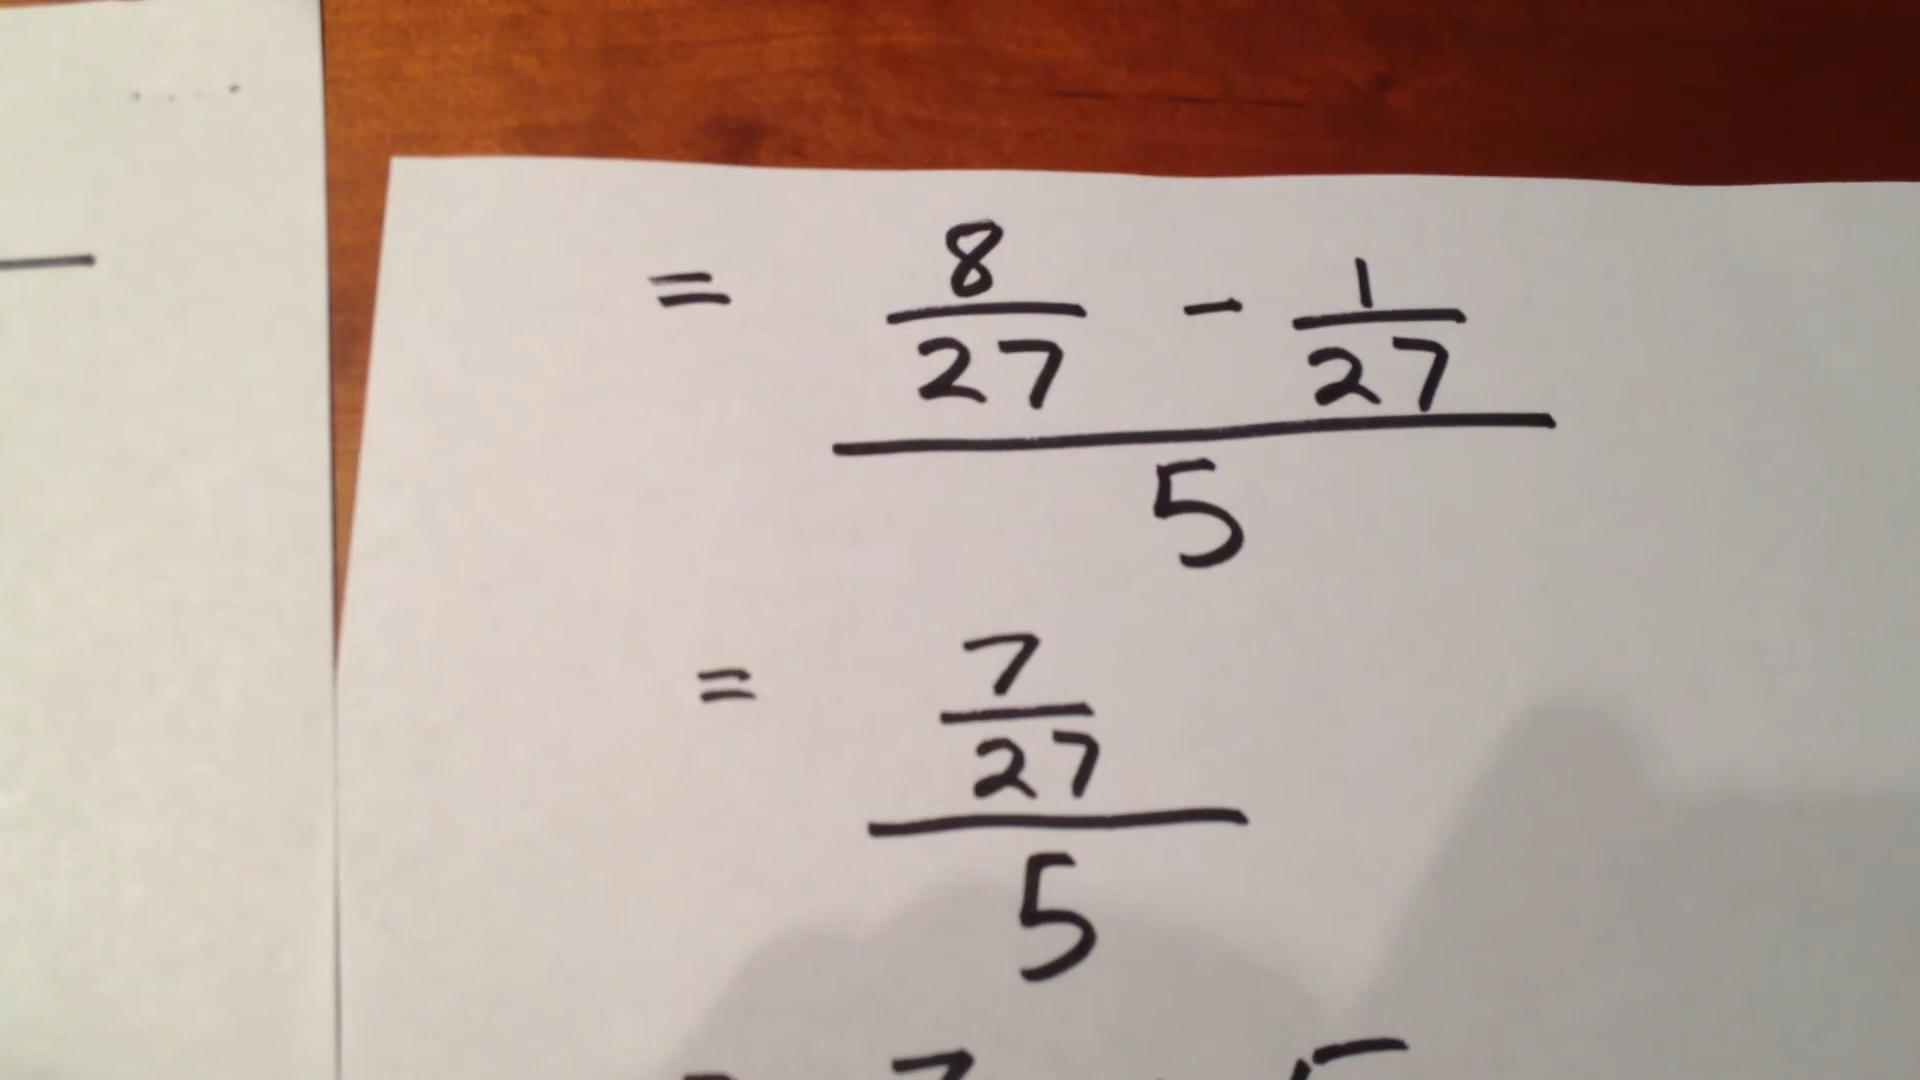 = 8/27 - 1/27
5
= 7/27
5